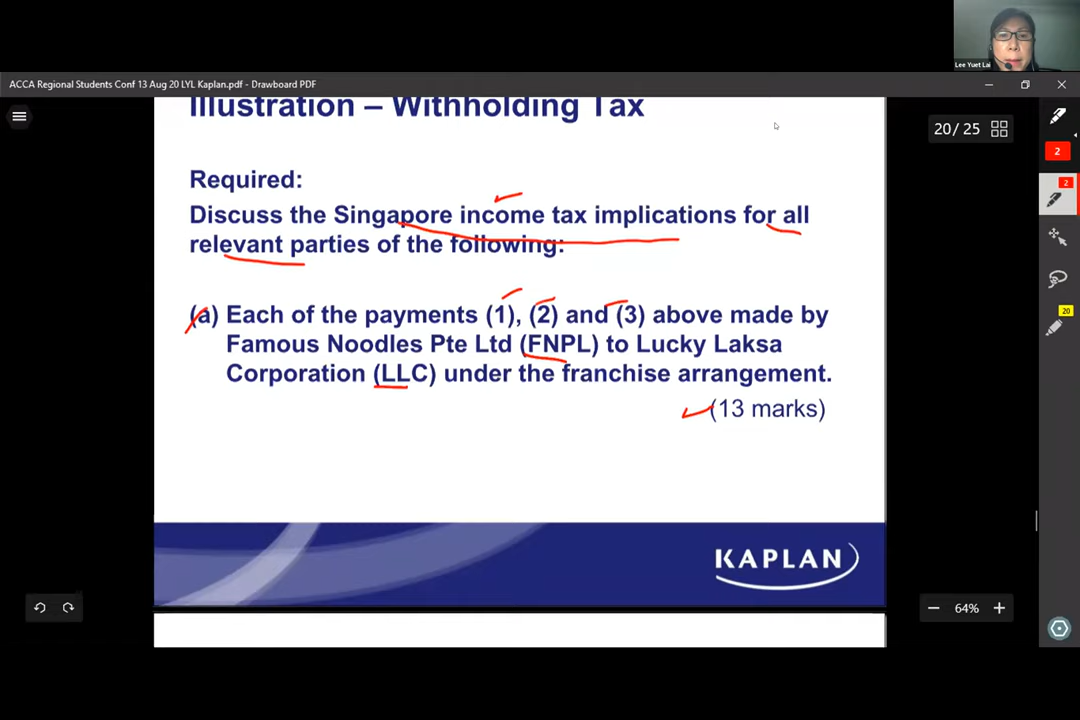 Lee Yuet Lai
ACCA Regional Students Conf 13 Aug 20 LYL Kaplan.pdf - Drawboard PDF
Illustration – Withholding Tax
20/ 25
2
2
Required:
Discuss the Singapore income tax implications for all
relevant parties of the following:
(a) Each of the payments (1), (2) and (3) above made by
Famous Noodles Pte Ltd (FNPL) to Lucky Laksa
Corporation (LLC) under the franchise arrangement.
(13 marks)
20
KAPLAN
64%